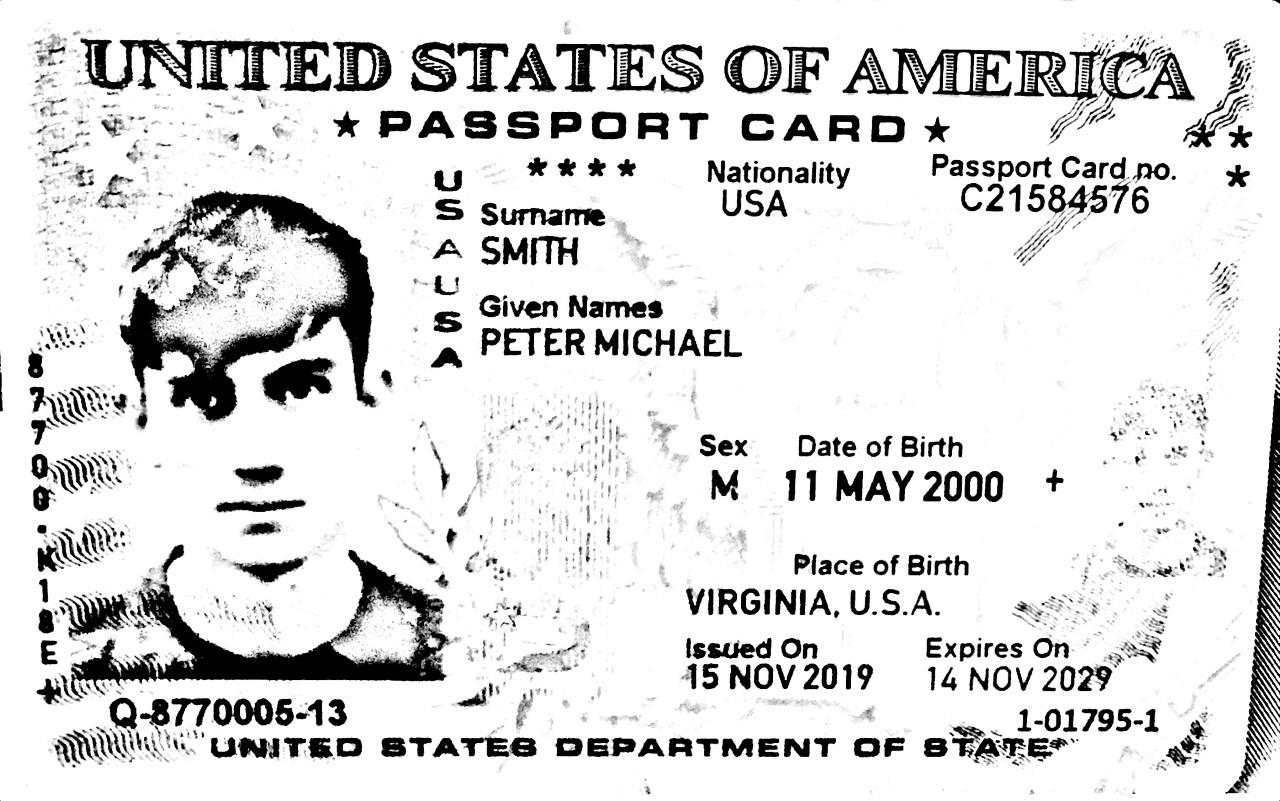 UNITED STATES OF AMERICA
★ PASSPORT CARD ★
* * * *
* *
*
Nationality
USA
Passport Card no.
C21584576
USA USA
Surname
SMITH
Given Names
PETER MICHAEL
Sex
M
Date of Birth
11 MAY 2000
+
Place of Birth
VIRGINIA, U.S.A.
Issued On
15 NOV 2019
Expires On
14 NOV 2029
Q-8770005-13
1-01795-1
UNITED STATES DEPARTMENT OF STATE